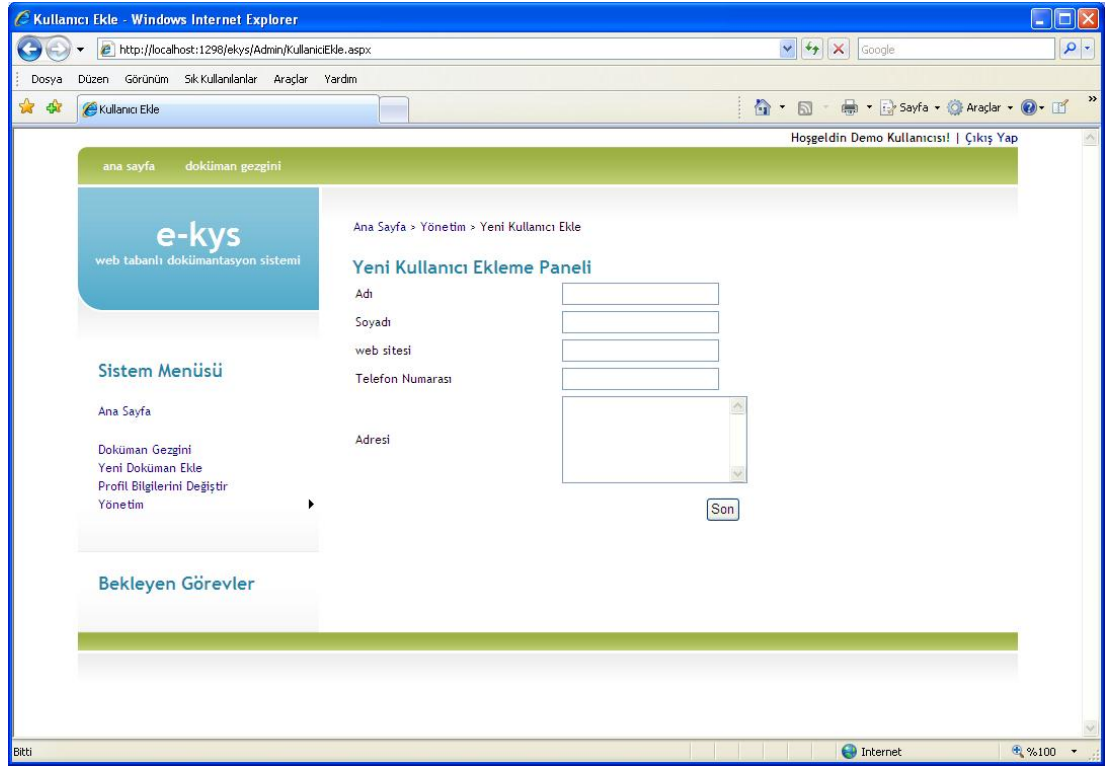 Kullanıcı Ekle - Windows Internet Explorer
http://localhost:1298/ekys/Admin/KullaniciEkle.aspx
Google
Dosya Düzen Görünüm Sık Kullanılanlar Araçlar Yardım
Kullanıcı Ekle
Sayfa Araçlar
Hoşgeldin Demo Kullanıcısı! | Çıkış Yap
ana sayfa doküman gezgini
e-kys
web tabanlı dokümantasyon sistemi
Ana Sayfa > Yönetim > Yeni Kullanıcı Ekle
Yeni Kullanıcı Ekleme Paneli
Adı
Soyadı
web sitesi
Telefon Numarası
Adresi
Son
Sistem Menüsü
Ana Sayfa
Doküman Gezgini
Yeni Doküman Ekle
Profil Bilgilerini Değiştir
Yönetim
Bekleyen Görevler
Bitti
Internet
%100